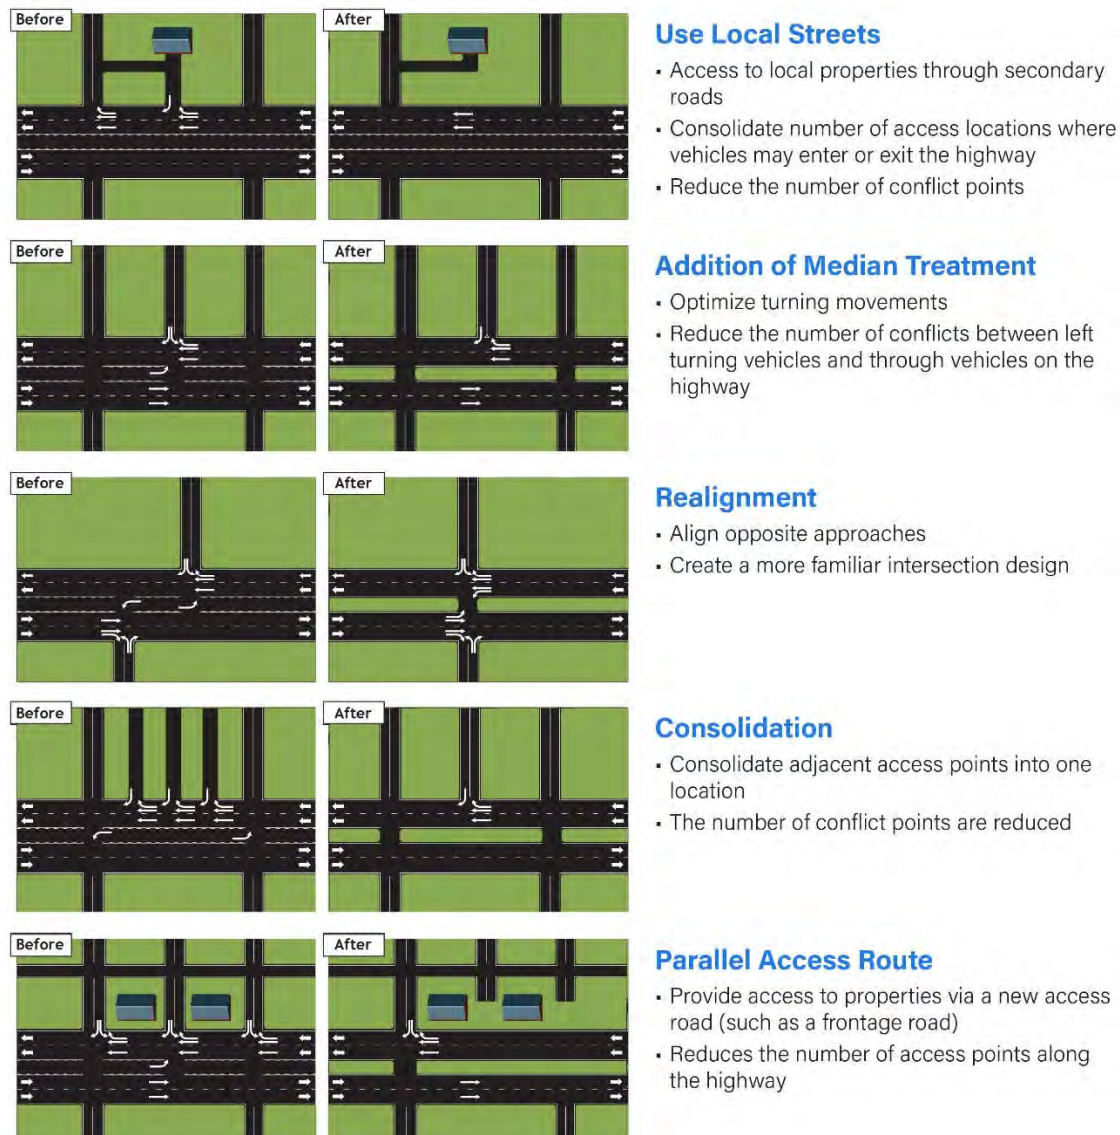 Before
After
Use Local Streets
▪ Access to local properties through secondary
roads
▪ Consolidate number of access locations where
vehicles may enter or exit the highway
▪ Reduce the number of conflict points
Before
After
Addition of Median Treatment
▪ Optimize turning movements
▪ Reduce the number of conflicts between left
turning vehicles and through vehicles on the
highway
Before
After
Realignment
▪ Align opposite approaches
▪ Create a more familiar intersection design
Before
After
Consolidation
▪ Consolidate adjacent access points into one
location
▪ The number of conflict points are reduced
Before
After
Parallel Access Route
▪ Provide access to properties via a new access
road (such as a frontage road)
▪ Reduces the number of access points along
the highway